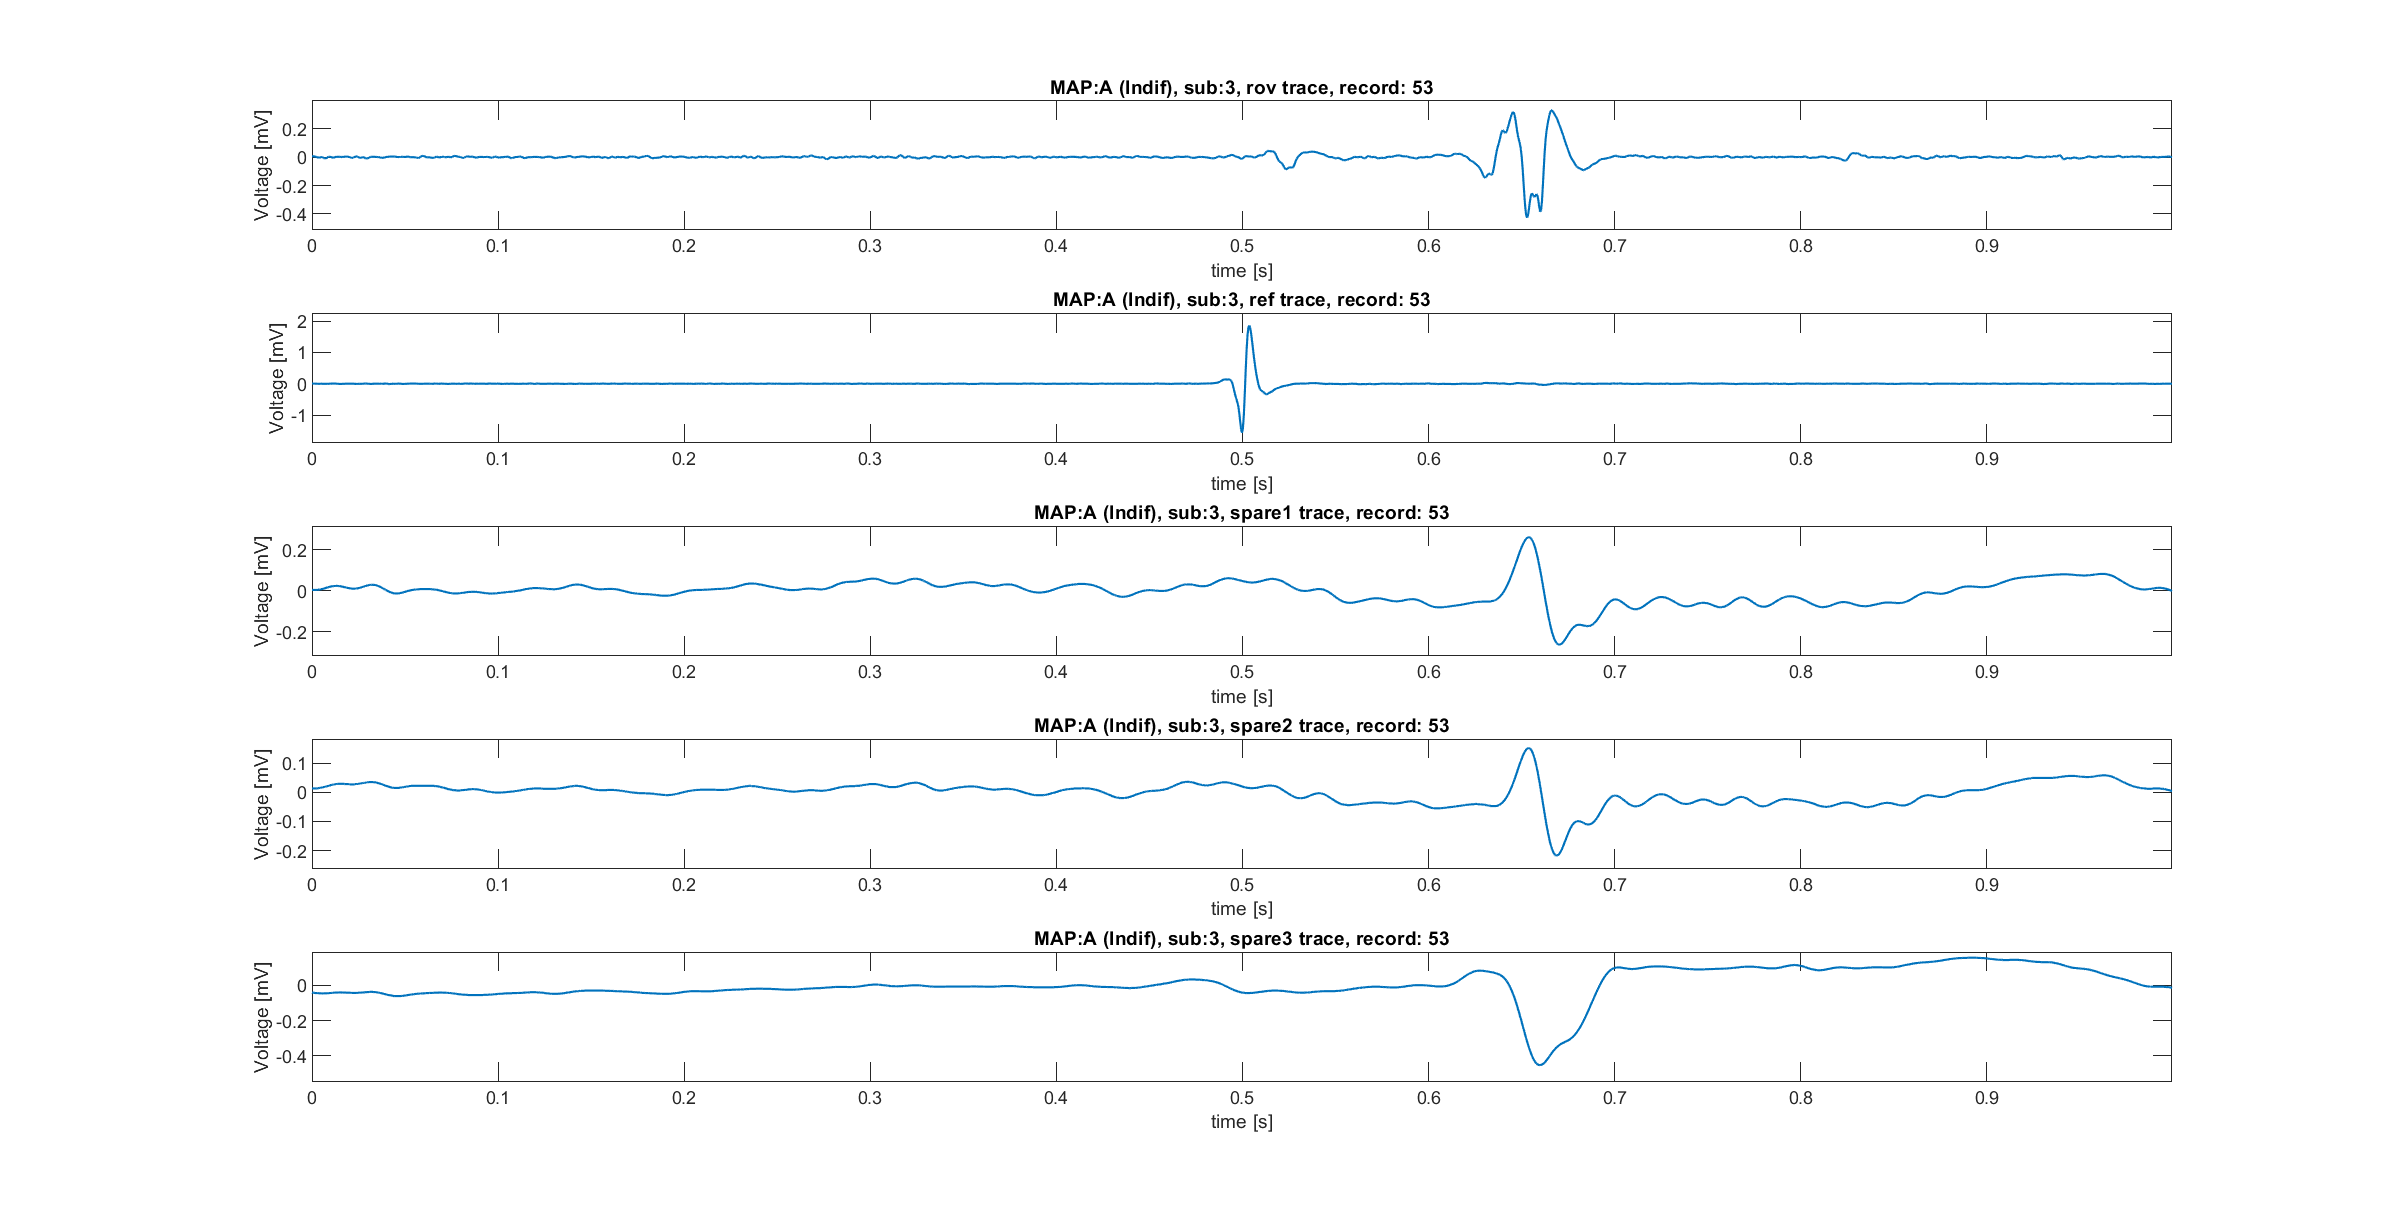 MAP:A (Indif), sub:3, rov trace, record: 53
Voltage [mV]
0.2
0
-0.2
-0.4
0 0.1 0.2 0.3 0.4 0.5 0.6 0.7 0.8 0.9
time [s]
MAP:A (Indif), sub:3, ref trace, record: 53
Voltage [mV]
2
1
0
-1
0 0.1 0.2 0.3 0.4 0.5 0.6 0.7 0.8 0.9
time [s]
MAP:A (Indif), sub:3, spare1 trace, record: 53
Voltage [mV]
0.2
0
-0.2
0 0.1 0.2 0.3 0.4 0.5 0.6 0.7 0.8 0.9
time [s]
MAP:A (Indif), sub:3, spare2 trace, record: 53
Voltage [mV]
0.1
0
-0.1
-0.2
0 0.1 0.2 0.3 0.4 0.5 0.6 0.7 0.8 0.9
time [s]
MAP:A (Indif), sub:3, spare3 trace, record: 53
Voltage [mV]
0
-0.2
-0.4
0 0.1 0.2 0.3 0.4 0.5 0.6 0.7 0.8 0.9
time [s]